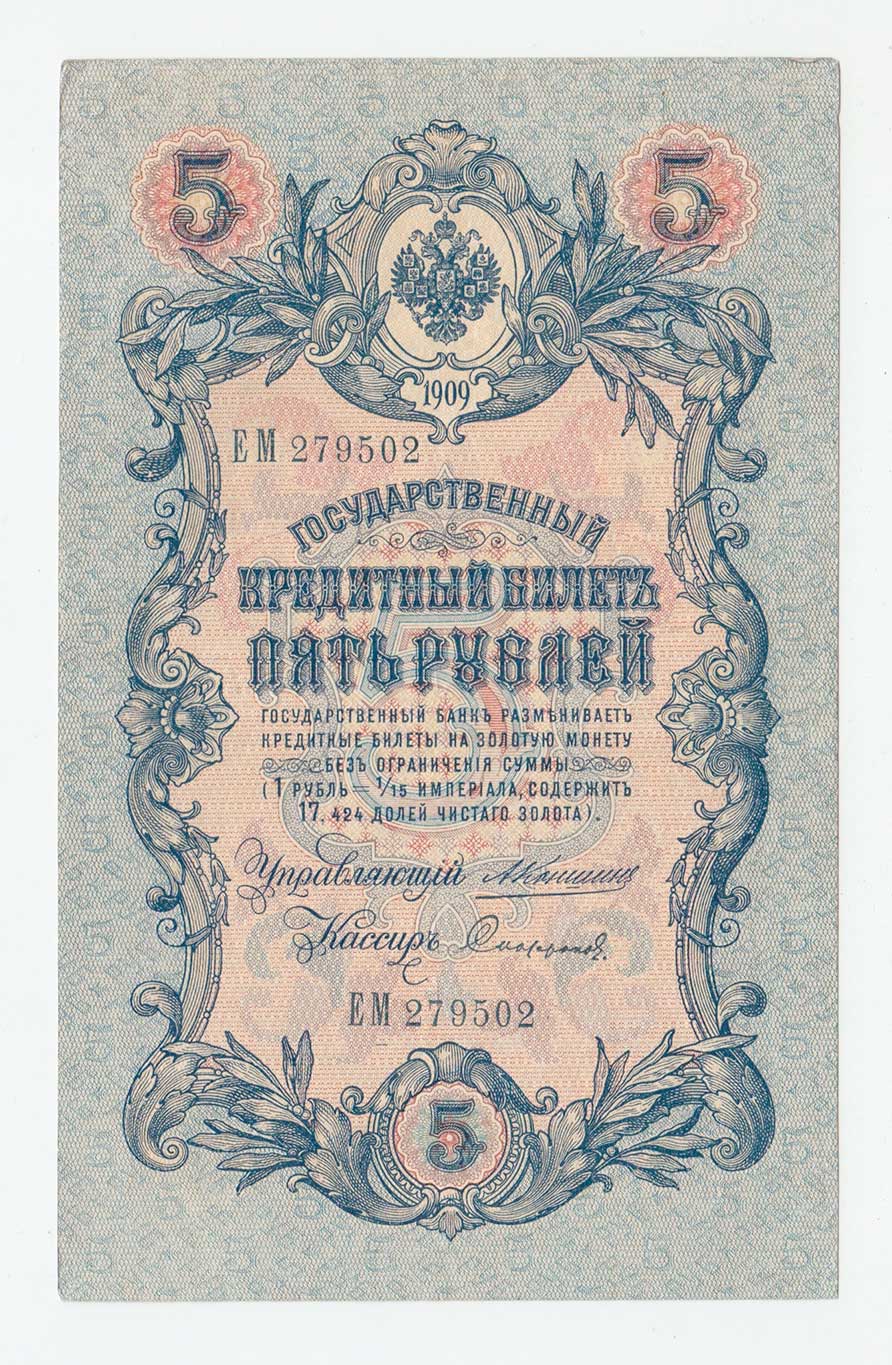 5 5
1909
ЕМ 279502
ГОСУДАРСТВЕННЫЙ
КРЕДИТНЫЙ БИЛЕТЪ
ПЯТЬ РУБЛЕЙ
ГОСУДАРСТВЕННЫЙ БАНКЪ РАЗМѢНИВАЕТЪ
КРЕДИТНЫЕ БИЛЕТЫ НА ЗОЛОТУЮ МОНЕТУ
БЕЗЪ ОГРАНИЧЕНІЯ СУММЫ
(1 РУБЛЬ = 1/15 ИМПЕРІАЛА, СОДЕРЖИТЪ
17,424 ДОЛЕЙ ЧИСТАГО ЗОЛОТА).
Управляющій
Кассиръ
ЕМ 279502
5